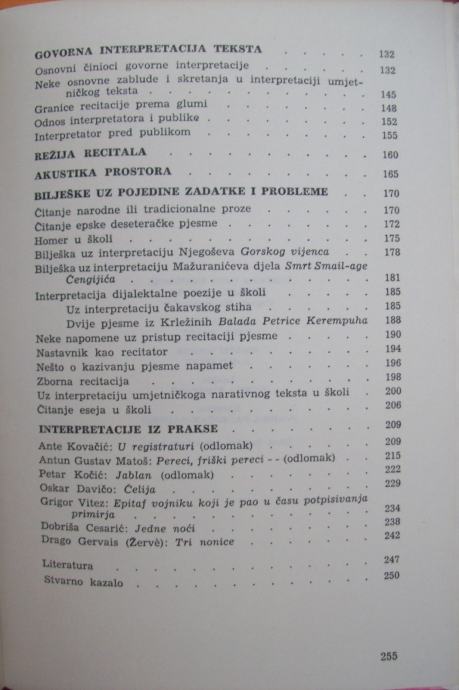 GOVORNA INTERPRETACIJA TEKSTA . . . . . 132
Osnovni činioci govorne interpretacije . . . . . 132
Neke osnovne zablude i skretanja u interpretaciji umjet-
ničkog teksta . . . . . . . . . 145
Granice recitacije prema glumi . . . . . . 148
Odnos interpretatora i publike . . . . . . . 152
Interpretator pred publikom . . . . . . . 155
REŽIJA RECITALA . . . . . . . . . 160
AKUSTIKA PROSTORA . . . . . . . . 165
BILJEŠKE UZ POJEDINE ZADATKE I PROBLEME . . 170
Čitanje narodne ili tradicionalne proze . . . . . 170
Čitanje epske deseteračke pjesme . . . . . . 172
Homer u školi . . . . . . . . . . 175
Bilješka uz interpretaciju Njegoševa Gorskog vijenca . . 178
Bilješka uz interpretaciju Mažuranićeva djela Smrt Smail-age
Čengijića . . . . . . . . . . 181
Interpretacija dijalektalne poezije u školi . . . . 185
Uz interpretaciju čakavskog stiha . . . . . 185
Dvije pjesme iz Krležinih Balada Petrice Kerempuha 188
Neke napomene uz pristup recitaciji pjesme . . . . 190
Nastavnik kao recitator . . . . . . . . 194
Nešto o kazivanju pjesme napamet . . . . . . 196
Zborna recitacija . . . . . . . . . 198
Uz interpretaciju umjetničkoga narativnog teksta u školi . 200
Čitanje eseja u školi . . . . . . . . . 206
INTERPRETACIJE IZ PRAKSE . . . . . . 209
Ante Kovačić: U registraturi (odlomak) . . . . . 209
Antun Gustav Matoš: Pereci, friški pereci -- (odlomak) . . 215
Petar Kočić: Jablan (odlomak) . . . . . . 222
Oskar Davičo: Ćelija . . . . . . . . 229
Grigor Vitez: Epitaf vojniku koji je pao u času potpisivanja
primirja . . . . . . . . . . 234
Dobriša Cesarić: Jedne noći . . . . . . . 238
Drago Gervais (Žervè): Tri nonice . . . . . . 242
Literatura . . . . . . . . . . . 247
Stvarno kazalo . . . . . . . . . . 250
255